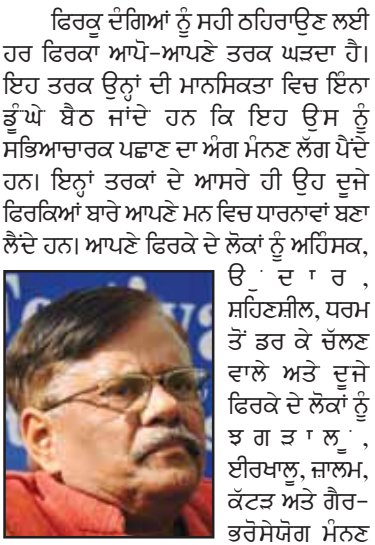 ਫਿਰਕੂ ਦੰਗਿਆਂ ਨੂੰ ਸਹੀ ਠਹਿਰਾਉਣ ਲਈ
ਹਰ ਫਿਰਕਾ ਆਪੋ-ਆਪਣੇ ਤਰਕ ਘੜਦਾ ਹੈ।
ਇਹ ਤਰਕ ਉਨ੍ਹਾਂ ਦੀ ਮਾਨਸਿਕਤਾ ਵਿਚ ਇੰਨਾ
ਡੂੰਘੇ ਬੈਠ ਜਾਂਦੇ ਹਨ ਕਿ ਇਹ ਉਸ ਨੂੰ
ਸਭਿਆਚਾਰਕ ਪਛਾਣ ਦਾ ਅੰਗ ਮੰਨਣ ਲੱਗ ਪੈਂਦੇ
ਹਨ। ਇਨ੍ਹਾਂ ਤਰਕਾਂ ਦੇ ਆਸਰੇ ਹੀ ਉਹ ਦੂਜੇ
ਫਿਰਕਿਆਂ ਬਾਰੇ ਆਪਣੇ ਮਨ ਵਿਚ ਧਾਰਨਾਵਾਂ ਬਣਾ
ਲੈਂਦੇ ਹਨ। ਆਪਣੇ ਫਿਰਕੇ ਦੇ ਲੋਕਾਂ ਨੂੰ ਅਹਿੰਸਕ,
ਉਦਾਰ,
ਸ਼ਹਿਣਸ਼ੀਲ, ਧਰਮ
ਤੋਂ ਡਰ ਕੇ ਚੱਲਣ
ਵਾਲੇ ਅਤੇ ਦੂਜੇ
ਫਿਰਕੇ ਦੇ ਲੋਕਾਂ ਨੂੰ
ਝਗੜਾਲੂ,
ਈਰਖਾਲੂ, ਜ਼ਾਲਮ,
ਕੱਟੜ ਅਤੇ ਗੈਰ-
ਭਰੋਸੇਯੋਗ ਮੰਨਣ